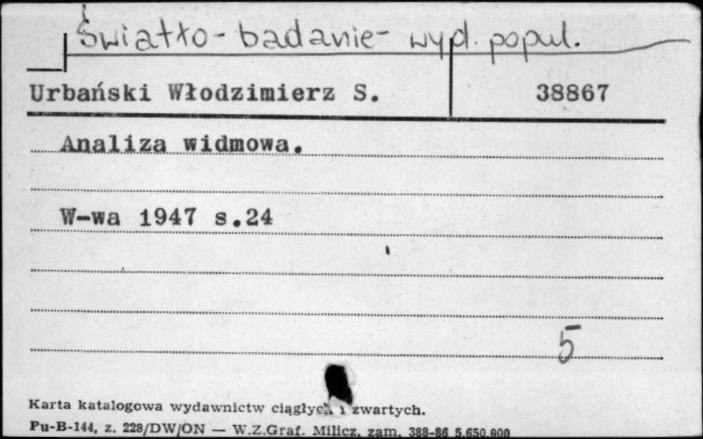 Światło - badanie - wyd. popul.
Urbański Włodzimierz S. 38867
Analiza widmowa.
W-wa 1947 s.24
5
Karta katalogowa wydawnictw ciągłych i zwartych.
Pu-B-144, z. 228/DW/ON — W.Z.Graf. Milicz, zam. 388-86 5.650.000